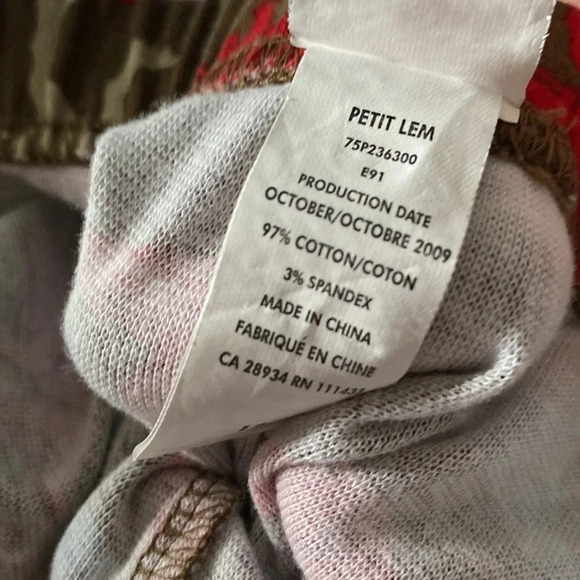 PETIT LEM
75P236300
E91
PRODUCTION DATE
OCTOBER/OCTOBRE 2009
97% COTTON/COTON
3% SPANDEX
MADE IN CHINA
FABRIQUÉ EN CHINE
CA 28934 RN